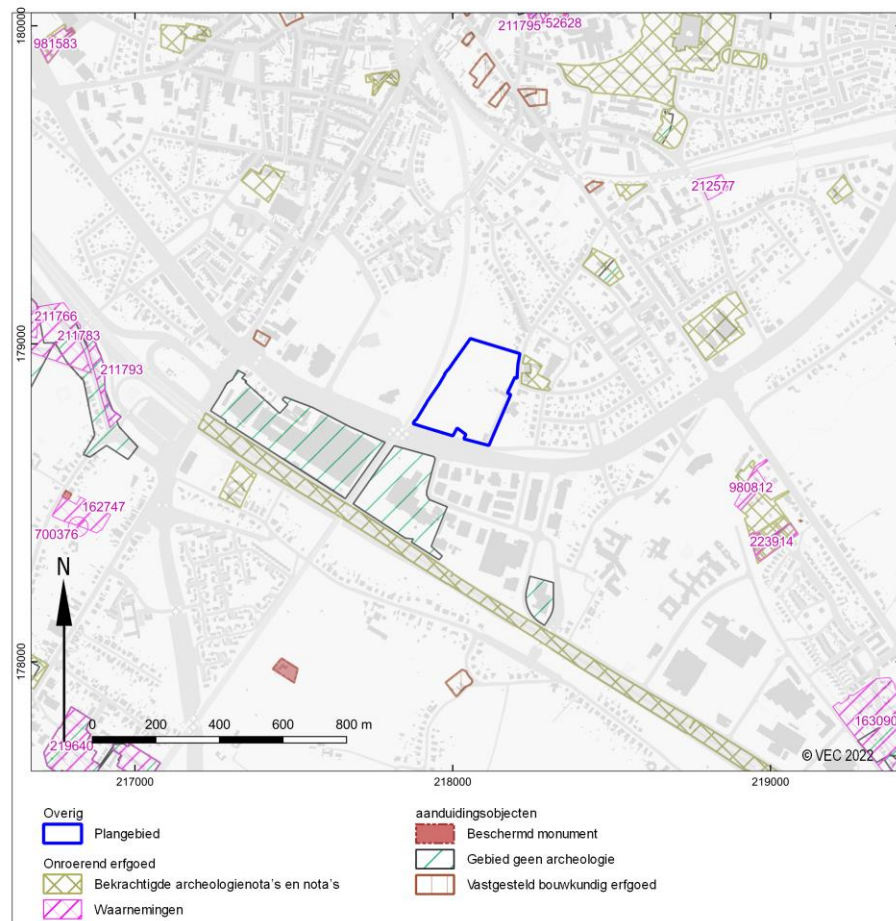 180000
981583
211795
52628
212577
179000
211766
211783
211793
162747
700376
980812
223914
N
178000
0 200 400 600 800 m
219640
163090
© VEC 2022
217000 218000 219000
Overig
Plangebied
Onroerend erfgoed
Bekrachtigde archeologienota's en nota's
Waarnemingen
aanduidingsobjecten
Beschermd monument
Gebied geen archeologie
Vastgesteld bouwkundig erfgoed